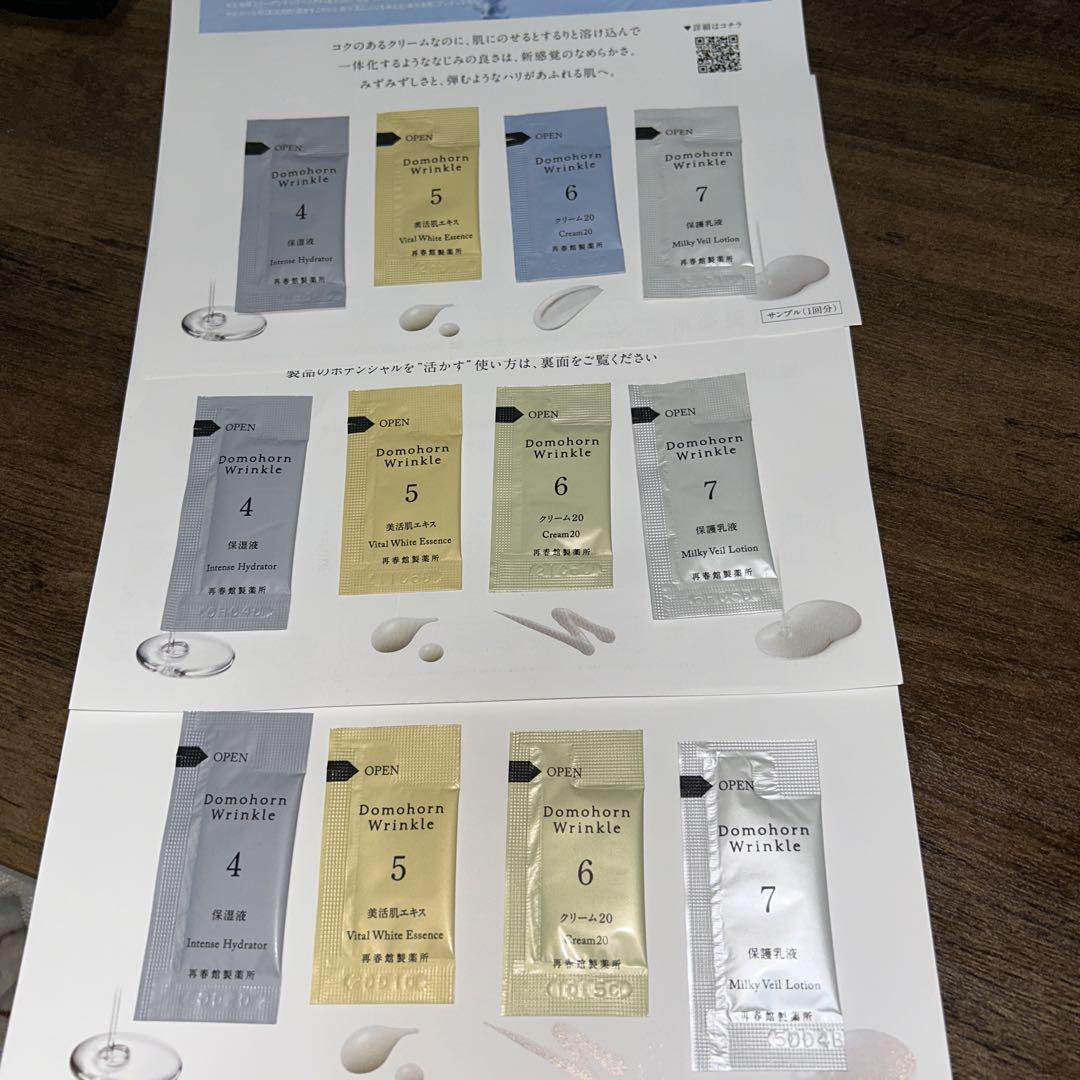 コクのあるクリームなのに、肌にのせるとするりと溶け込んで
一体化するようななじみの良さは、新感覚のなめらかさ。
みずみずしさと、弾むようなハリがあふれる肌へ。
▼詳細はコチラ
OPEN
Domohorn
Wrinkle
4
保湿液
Intense Hydrator
再春館製薬所
OPEN
Domohorn
Wrinkle
5
美活肌エキス
Vital White Essence
再春館製薬所
OPEN
Domohorn
Wrinkle
6
クリーム20
Cream20
再春館製薬所
OPEN
Domohorn
Wrinkle
7
保護乳液
Milky Veil Lotion
再春館製薬所
サンプル(1回分)
製品のポテンシャルを"活かす"使い方は、裏面をご覧ください
OPEN
Domohorn
Wrinkle
4
保湿液
Intense Hydrator
再春館製薬所
OPEN
Domohorn
Wrinkle
5
美活肌エキス
Vital White Essence
再春館製薬所
OPEN
Domohorn
Wrinkle
6
クリーム20
Cream20
再春館製薬所
OPEN
Domohorn
Wrinkle
7
保護乳液
Milky Veil Lotion
再春館製薬所
OPEN
Domohorn
Wrinkle
4
保湿液
Intense Hydrator
再春館製薬所
OPEN
Domohorn
Wrinkle
5
美活肌エキス
Vital White Essence
再春館製薬所
OPEN
Domohorn
Wrinkle
6
クリーム20
Cream20
再春館製薬所
OPEN
Domohorn
Wrinkle
7
保護乳液
Milky Veil Lotion
再春館製薬所